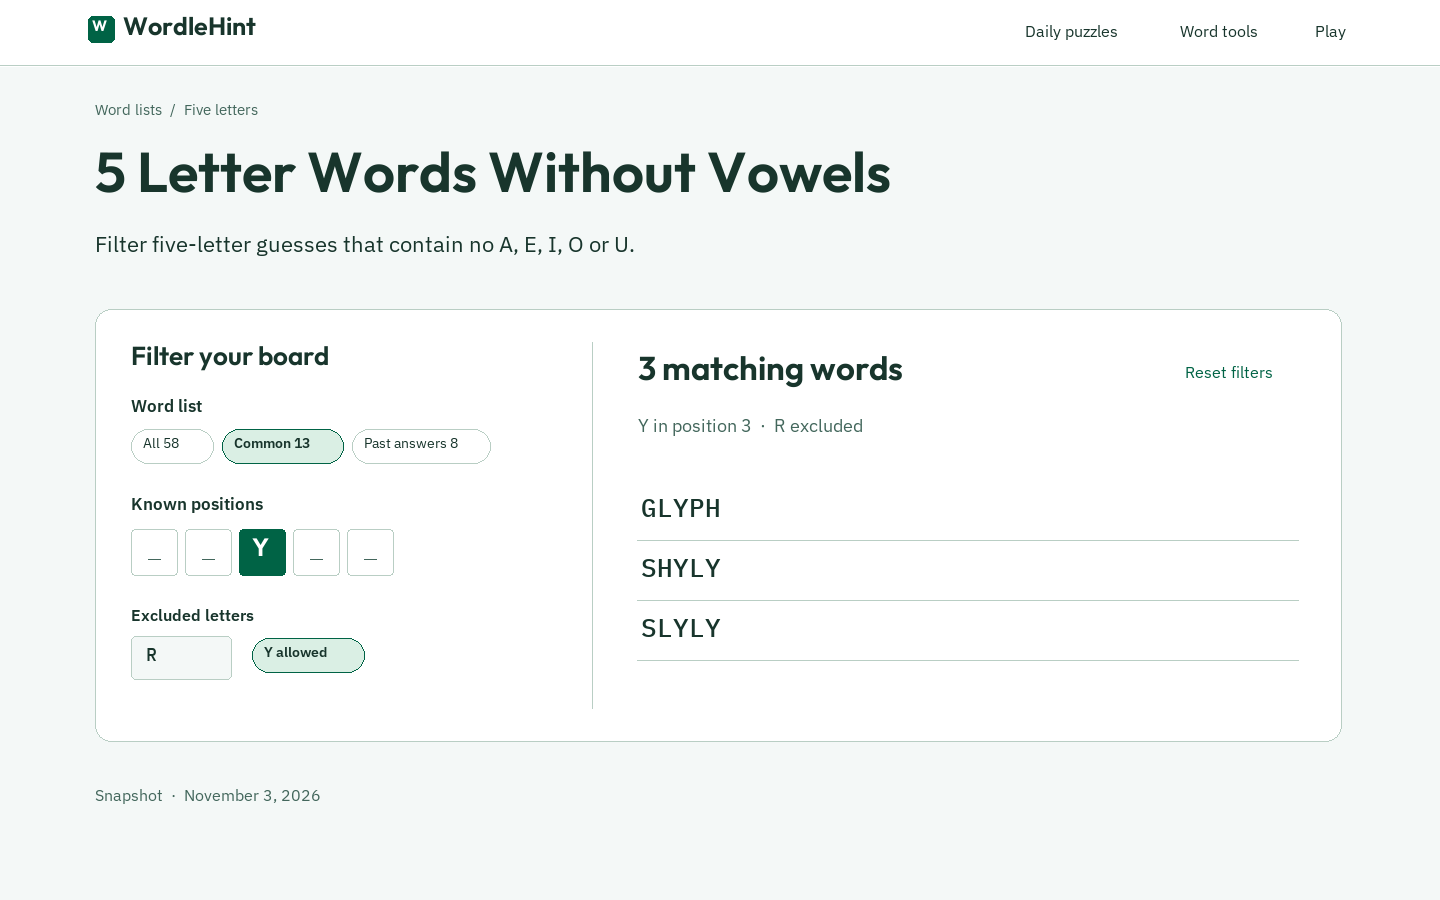 W WordleHint
Daily puzzles Word tools Play
Word lists / Five letters
5 Letter Words Without Vowels
Filter five-letter guesses that contain no A, E, I, O or U.
Filter your board
Word list
All 58 Common 13 Past answers 8
Known positions
_ _ Y _ _
Excluded letters
R Y allowed
3 matching words
Reset filters
Y in position 3 · R excluded
GLYPH
SHYLY
SLYLY
Snapshot · November 3, 2026